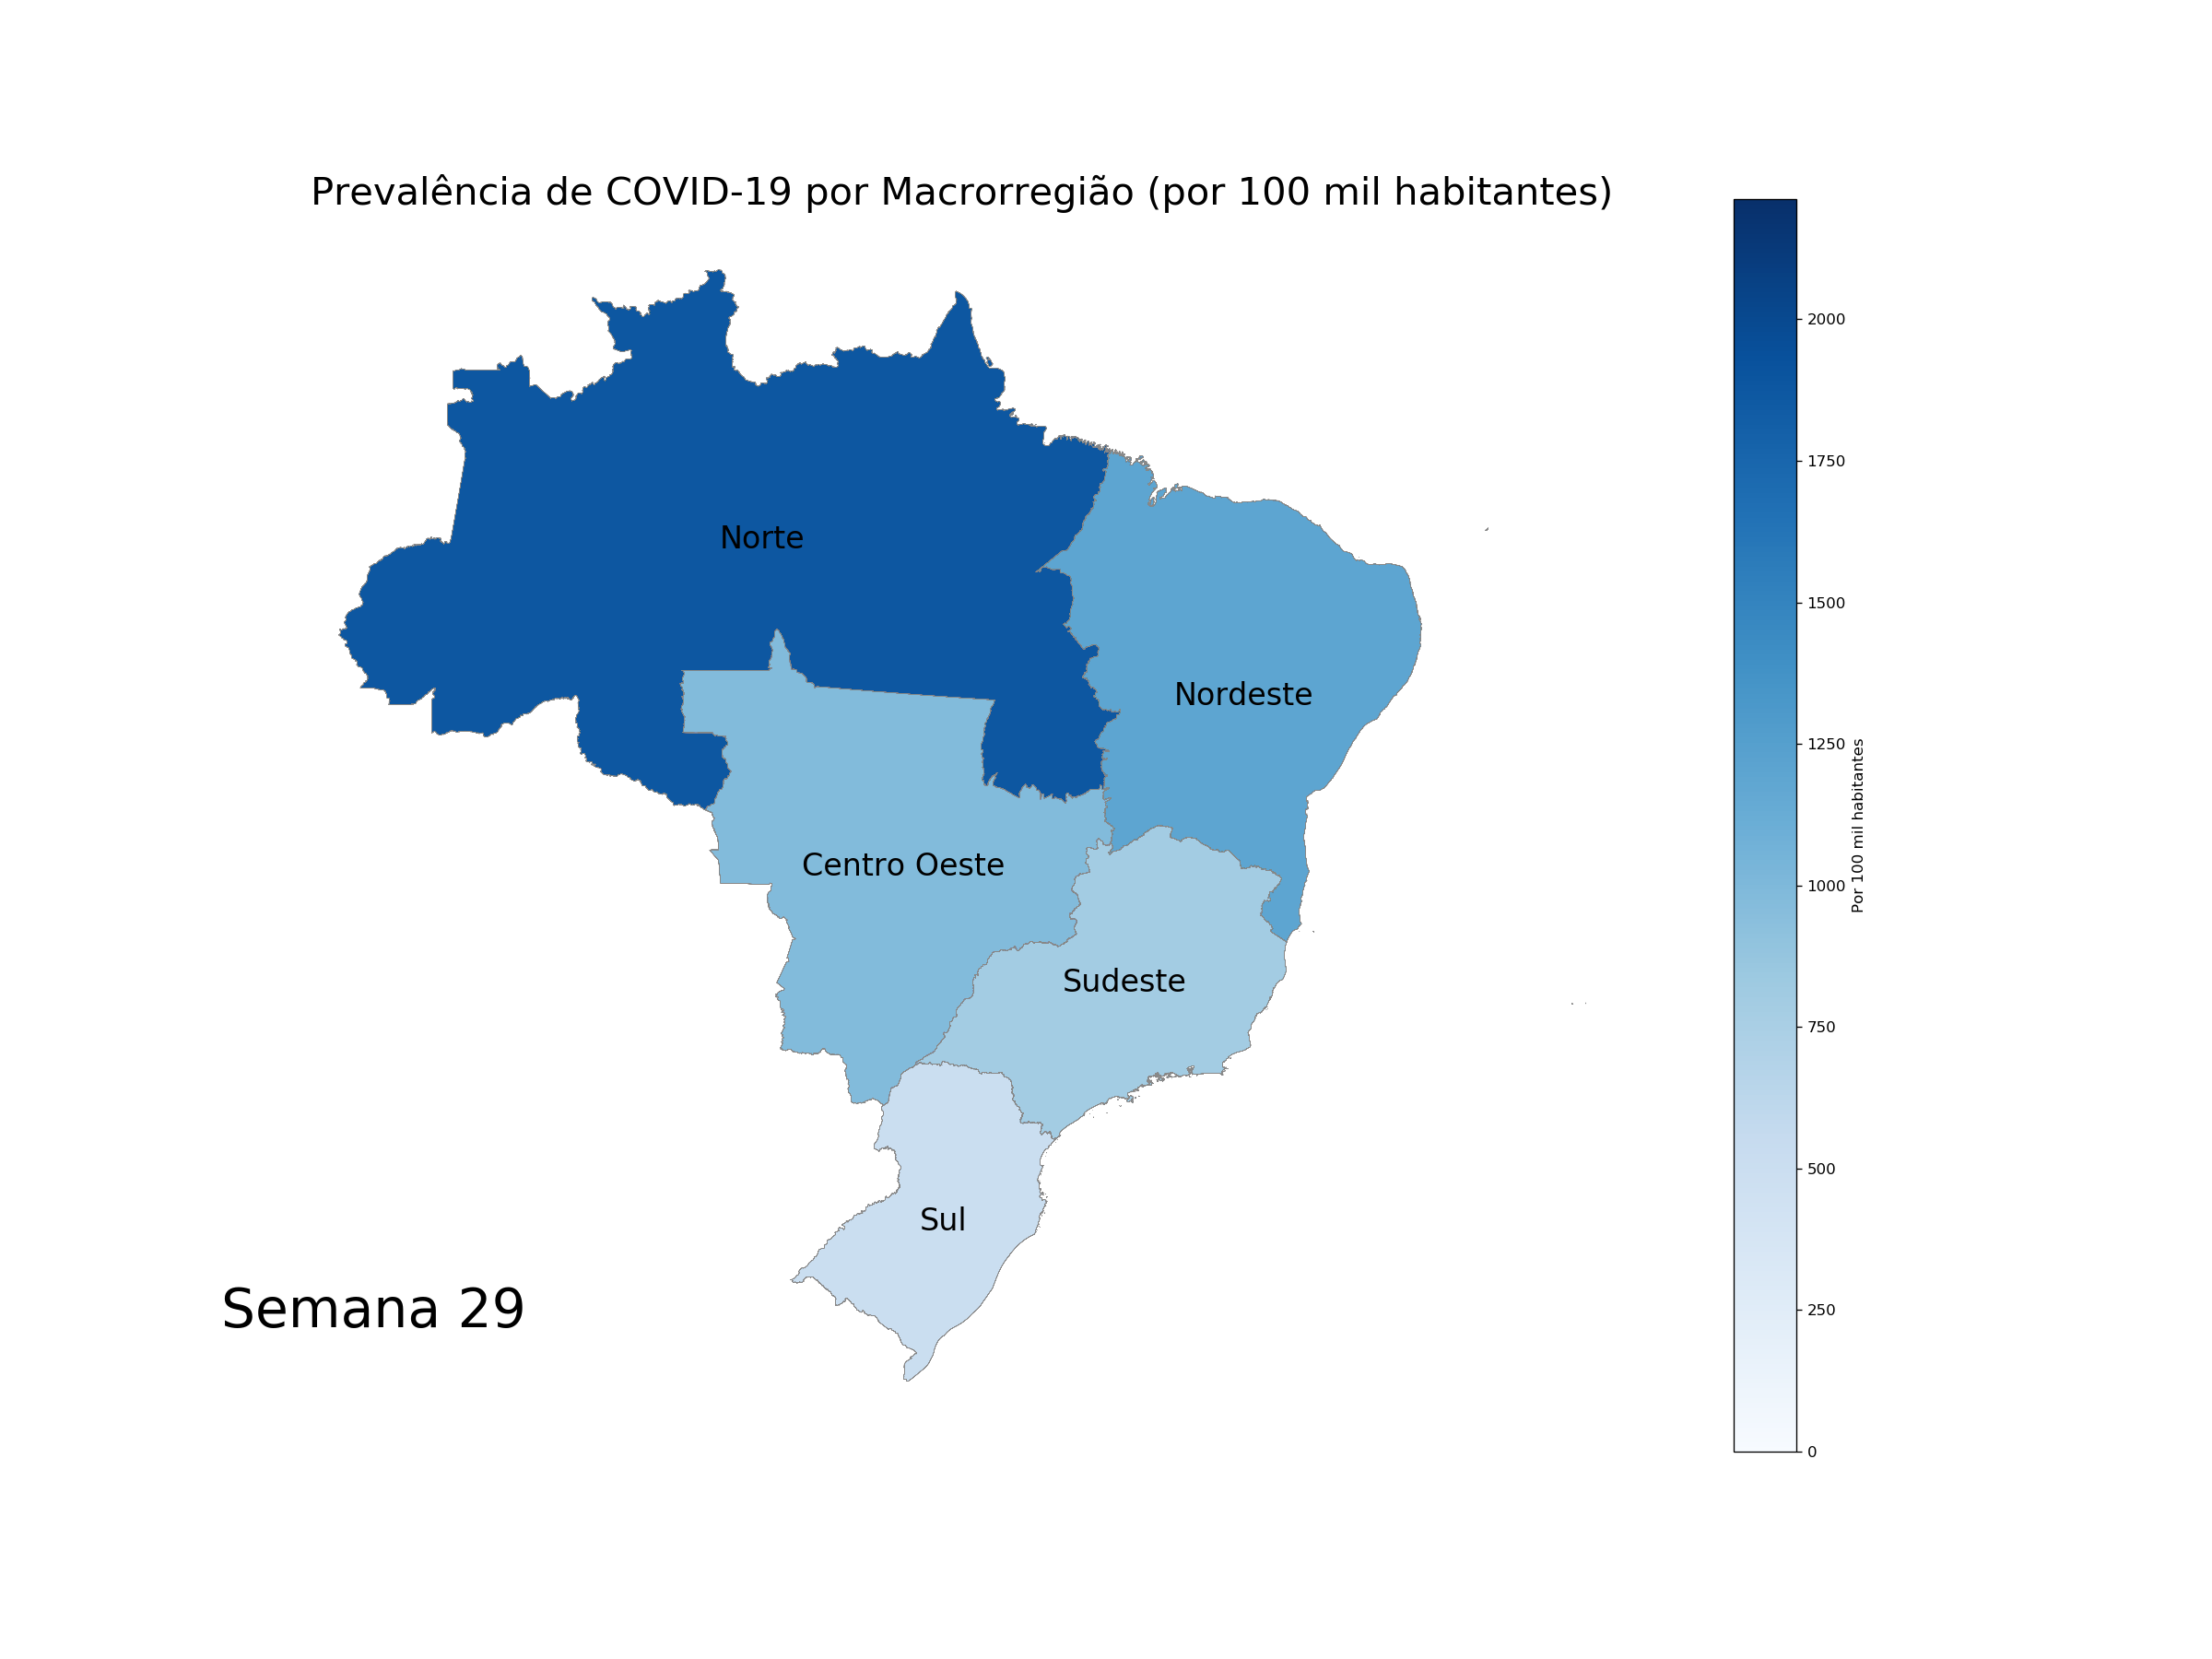 Prevalência de COVID-19 por Macrorregião (por 100 mil habitantes)
Norte
Nordeste
Centro Oeste
Sudeste
Sul
Semana 29
2000
1750
1500
1250
1000
750
500
250
0
Por 100 mil habitantes